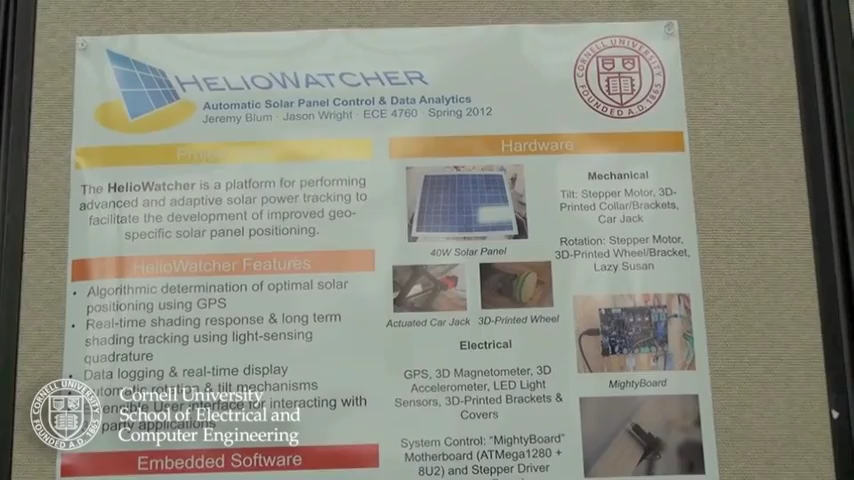 HELIOWATCHER
Automatic Solar Panel Control & Data Analytics
Jeremy Blum · Jason Wright · ECE 4760 · Spring 2012
CORNELL UNIVERSITY
FOUNDED A.D. 1865
The HelioWatcher is a platform for performing
advanced and adaptive solar power tracking to
facilitate the development of improved geo-
specific solar panel positioning.
HelioWatcher Features
• Algorithmic determination of optimal solar
positioning using GPS
• Real-time shading response & long term
shading tracking using light-sensing
quadrature
• Data logging & real-time display
rotation & tilt mechanisms
User interface for interacting with
party applications
Embedded Software
Hardware
40W Solar Panel
Actuated Car Jack
3D-Printed Wheel
Electrical
GPS, 3D Magnetometer, 3D
Accelerometer, LED Light
Sensors, 3D-Printed Brackets &
Covers
System Control: "MightyBoard"
Motherboard (ATMega1280 +
8U2) and Stepper Driver
Mechanical
Tilt: Stepper Motor, 3D-
Printed Collar/Brackets,
Car Jack
Rotation: Stepper Motor,
3D-Printed Wheel/Bracket,
Lazy Susan
MightyBoard
CORNELL UNIVERSITY
FOUNDED A.D. 1865
Cornell University
School of Electrical and
Computer Engineering